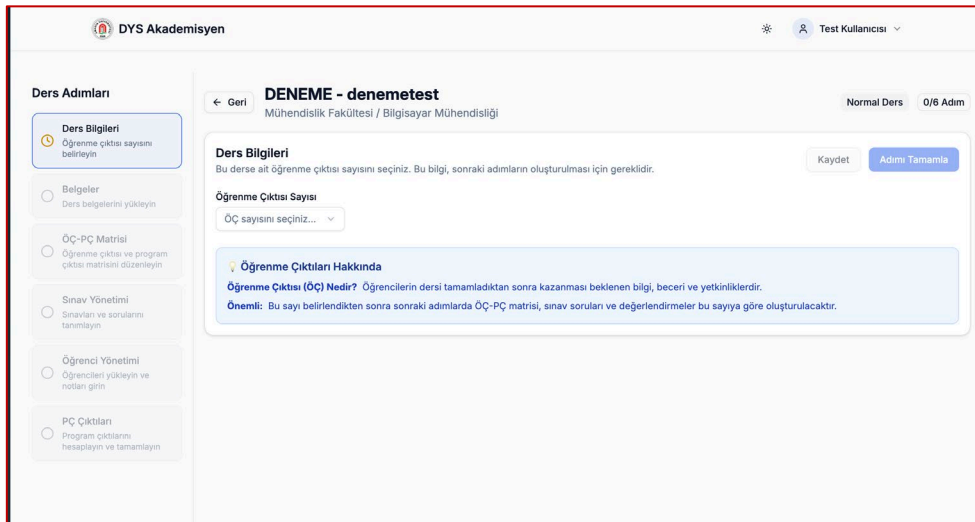 DYS Akademisyen
Test Kullanıcısı
Ders Adımları
Ders Bilgileri
Öğrenme çıktısı sayısını
belirleyin
Belgeler
Ders belgelerini yükleyin
ÖÇ-PÇ Matrisi
Öğrenme çıktısı ve program
çıktısı matrisini düzenleyin
Sınav Yönetimi
Sınavları ve sorularını
tanımlayın
Öğrenci Yönetimi
Öğrencileri yükleyin ve
notları girin
PÇ Çıktıları
Program çıktılarını
hesaplayın ve tamamlayın
Geri
DENEME - denemetest
Mühendislik Fakültesi / Bilgisayar Mühendisliği
Normal Ders
0/6 Adım
Ders Bilgileri
Bu derse ait öğrenme çıktısı sayısını seçiniz. Bu bilgi, sonraki adımların oluşturulması için gereklidir.
Kaydet
Adımı Tamamla
Öğrenme Çıktısı Sayısı
ÖÇ sayısını seçiniz...
Öğrenme Çıktıları Hakkında
Öğrenme Çıktısı (ÖÇ) Nedir? Öğrencilerin dersi tamamladıktan sonra kazanması beklenen bilgi, beceri ve yetkinliklerdir.
Önemli: Bu sayı belirlendikten sonra sonraki adımlarda ÖÇ-PÇ matrisi, sınav soruları ve değerlendirmeler bu sayıya göre oluşturulacaktır.